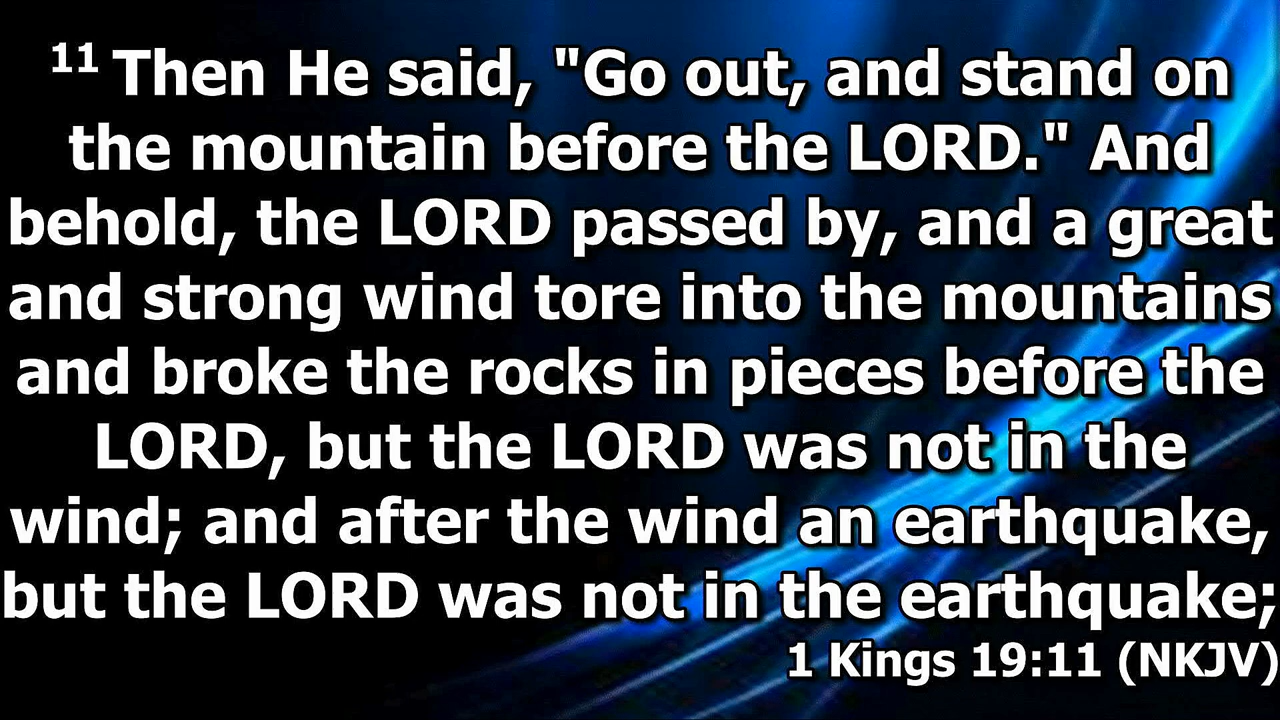 11 Then He said, "Go out, and stand on
the mountain before the LORD." And
behold, the LORD passed by, and a great
and strong wind tore into the mountains
and broke the rocks in pieces before the
LORD, but the LORD was not in the
wind; and after the wind an earthquake,
but the LORD was not in the earthquake;
1 Kings 19:11 (NKJV)